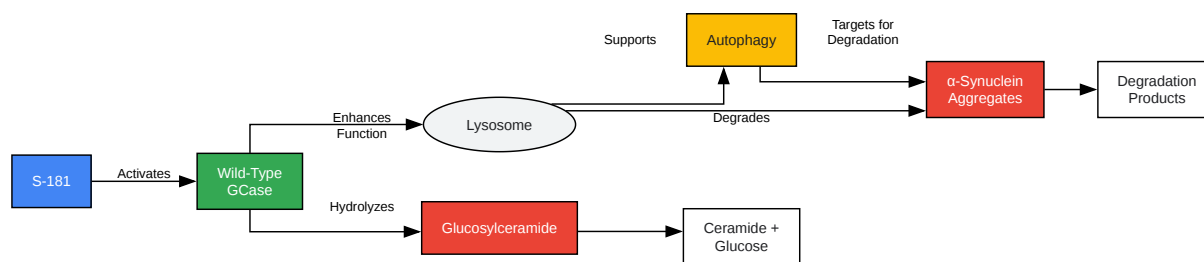 S-181
Activates
Wild-Type
GCase
Enhances
Function
Lysosome
Supports
Autophagy
Targets for
Degradation
Degrades
α-Synuclein
Aggregates
Degradation
Products
Hydrolyzes
Glucosylceramide
Ceramide +
Glucose